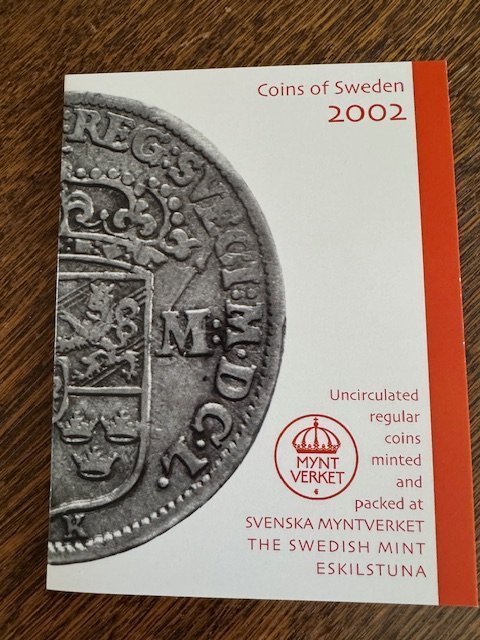 Coins of Sweden
2002
REG:SVECI:M.D.C.L:
M:
K
Uncirculated
regular
coins
minted
and
packed at
SVENSKA MYNTVERKET
THE SWEDISH MINT
ESKILSTUNA
MYNT
VERKET